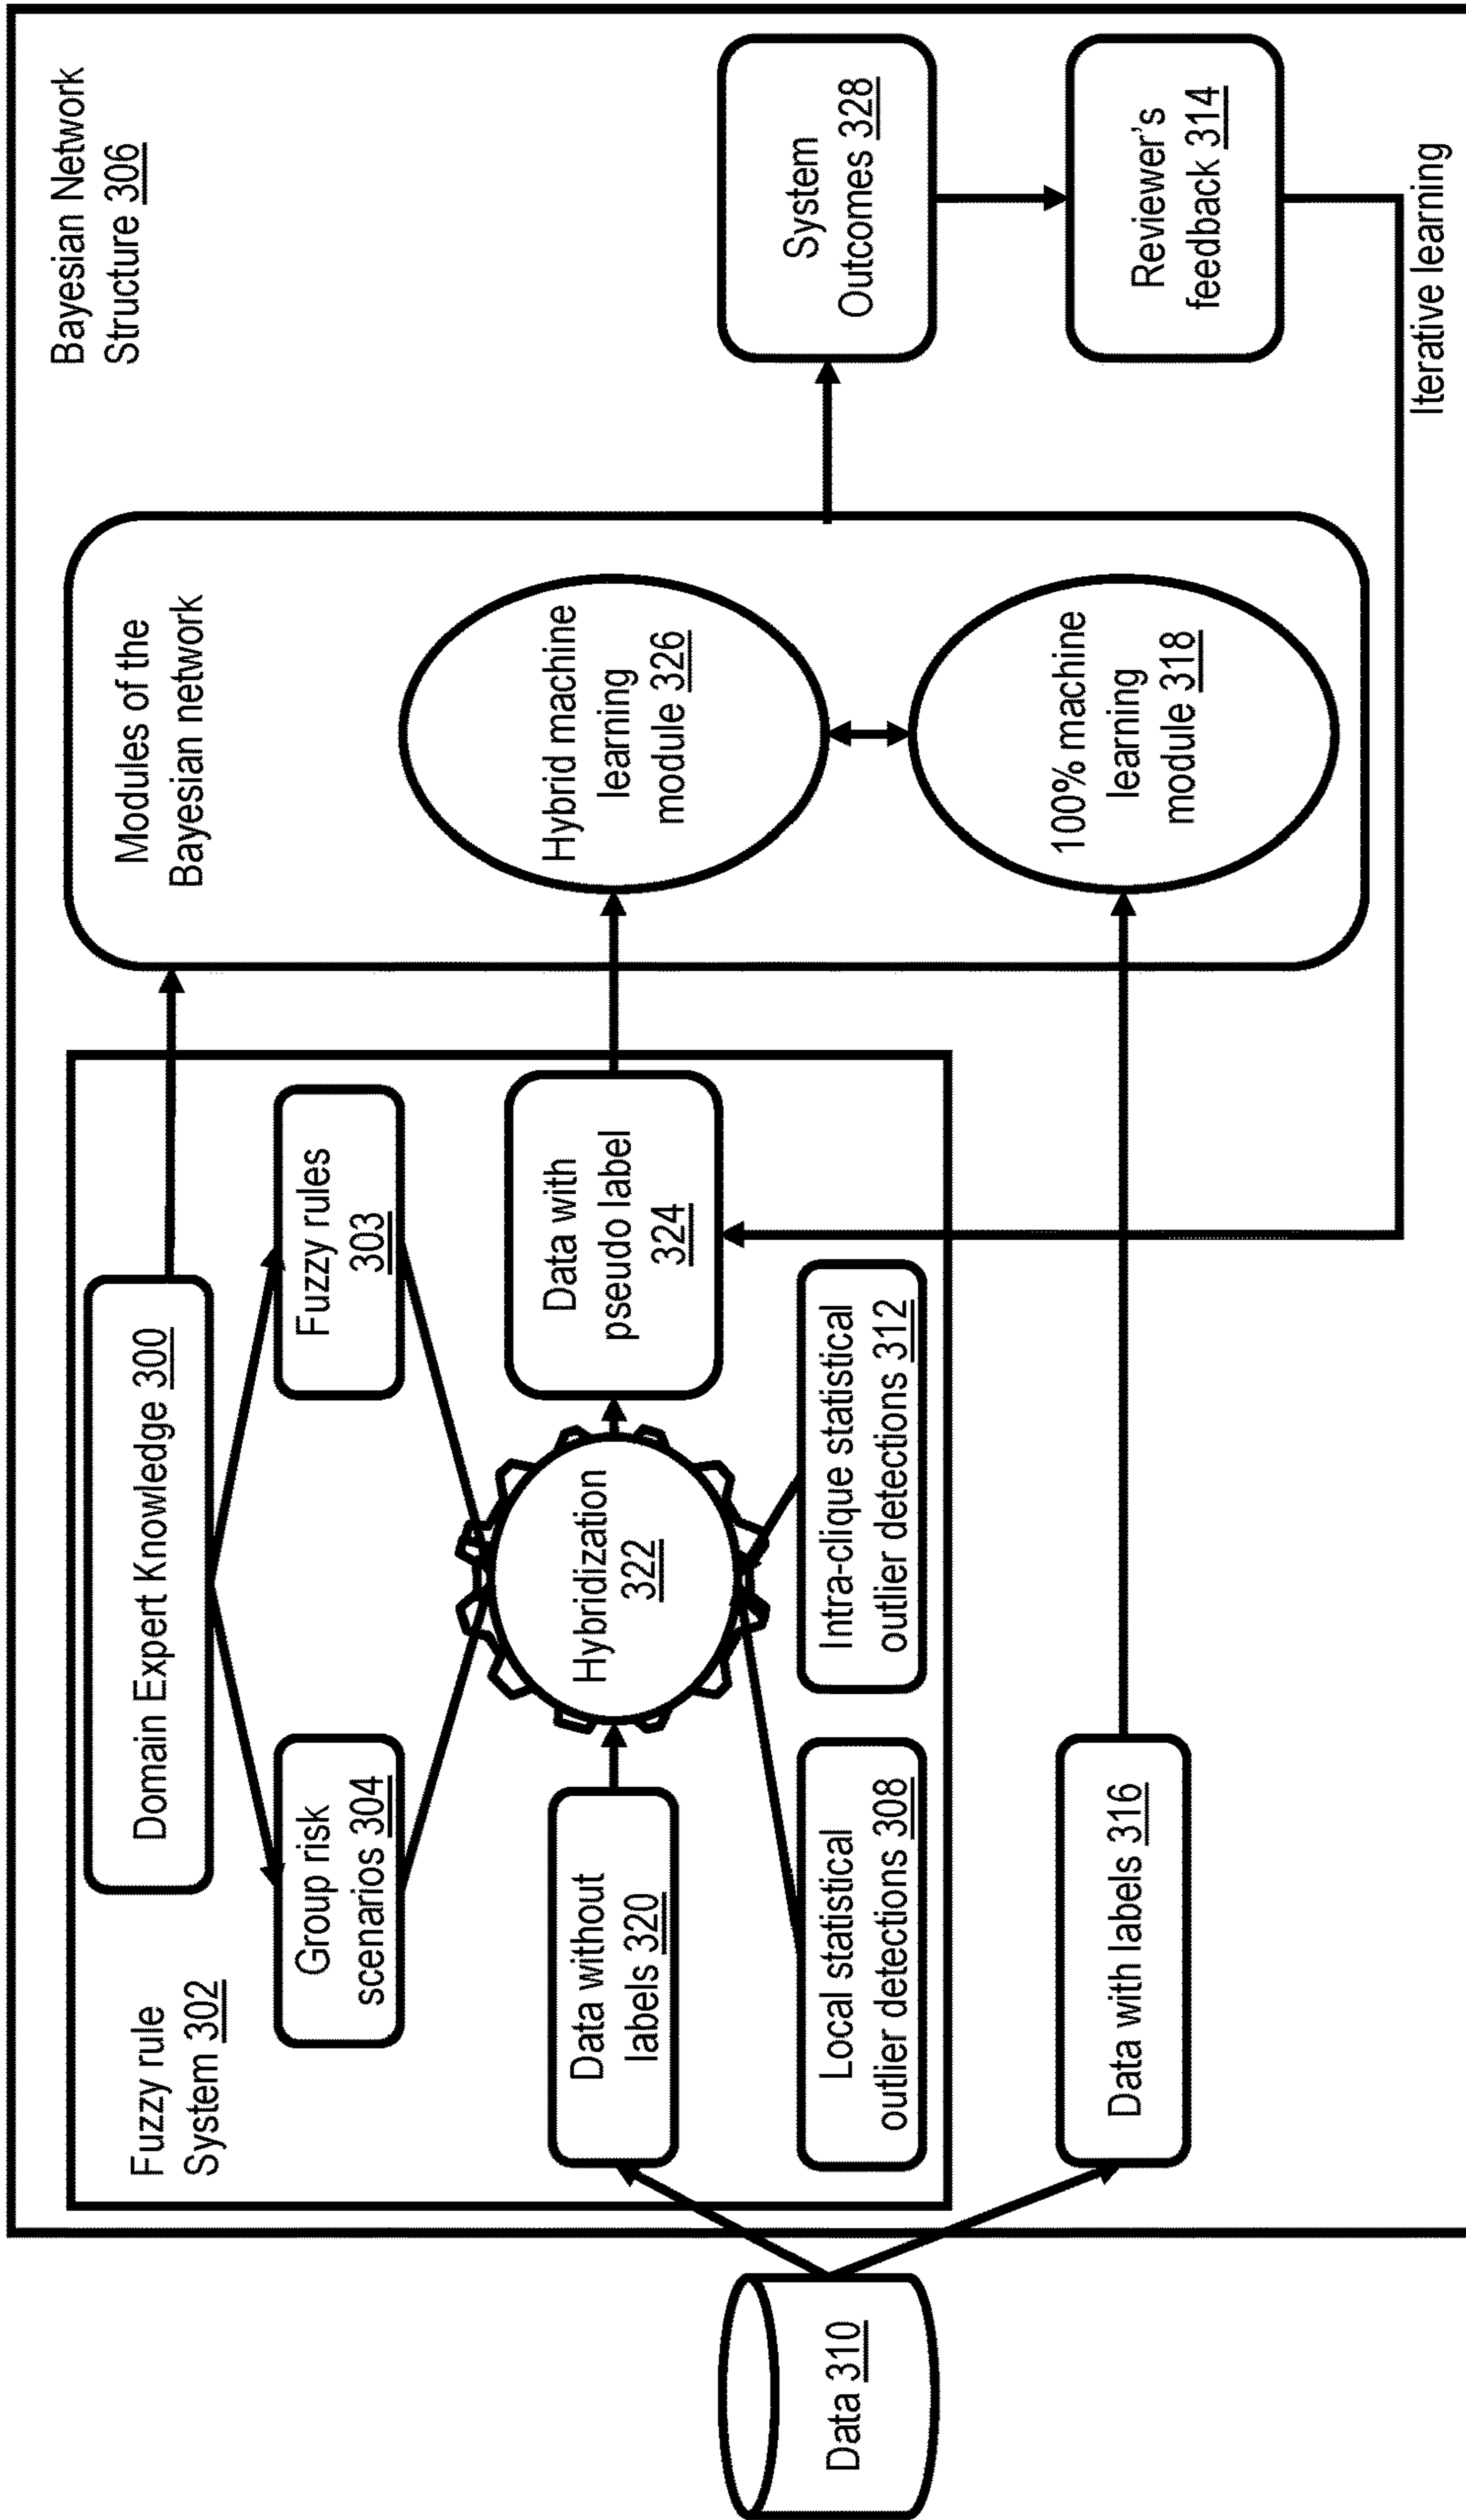 Bayesian Network
Structure 306
Fuzzy rule
System 302
Domain Expert Knowledge 300
Group risk
scenarios 304
Fuzzy rules
303
Data without
labels 320
Hybridization
322
Data with
pseudo label
324
Local statistical
outlier detections 308
Intra-clique statistical
outlier detections 312
Data 310
Data with labels 316
Modules of the
Bayesian network
Hybrid machine
learning
module 326
100% machine
learning
module 318
System
Outcomes 328
Reviewer's
feedback 314
Iterative learning